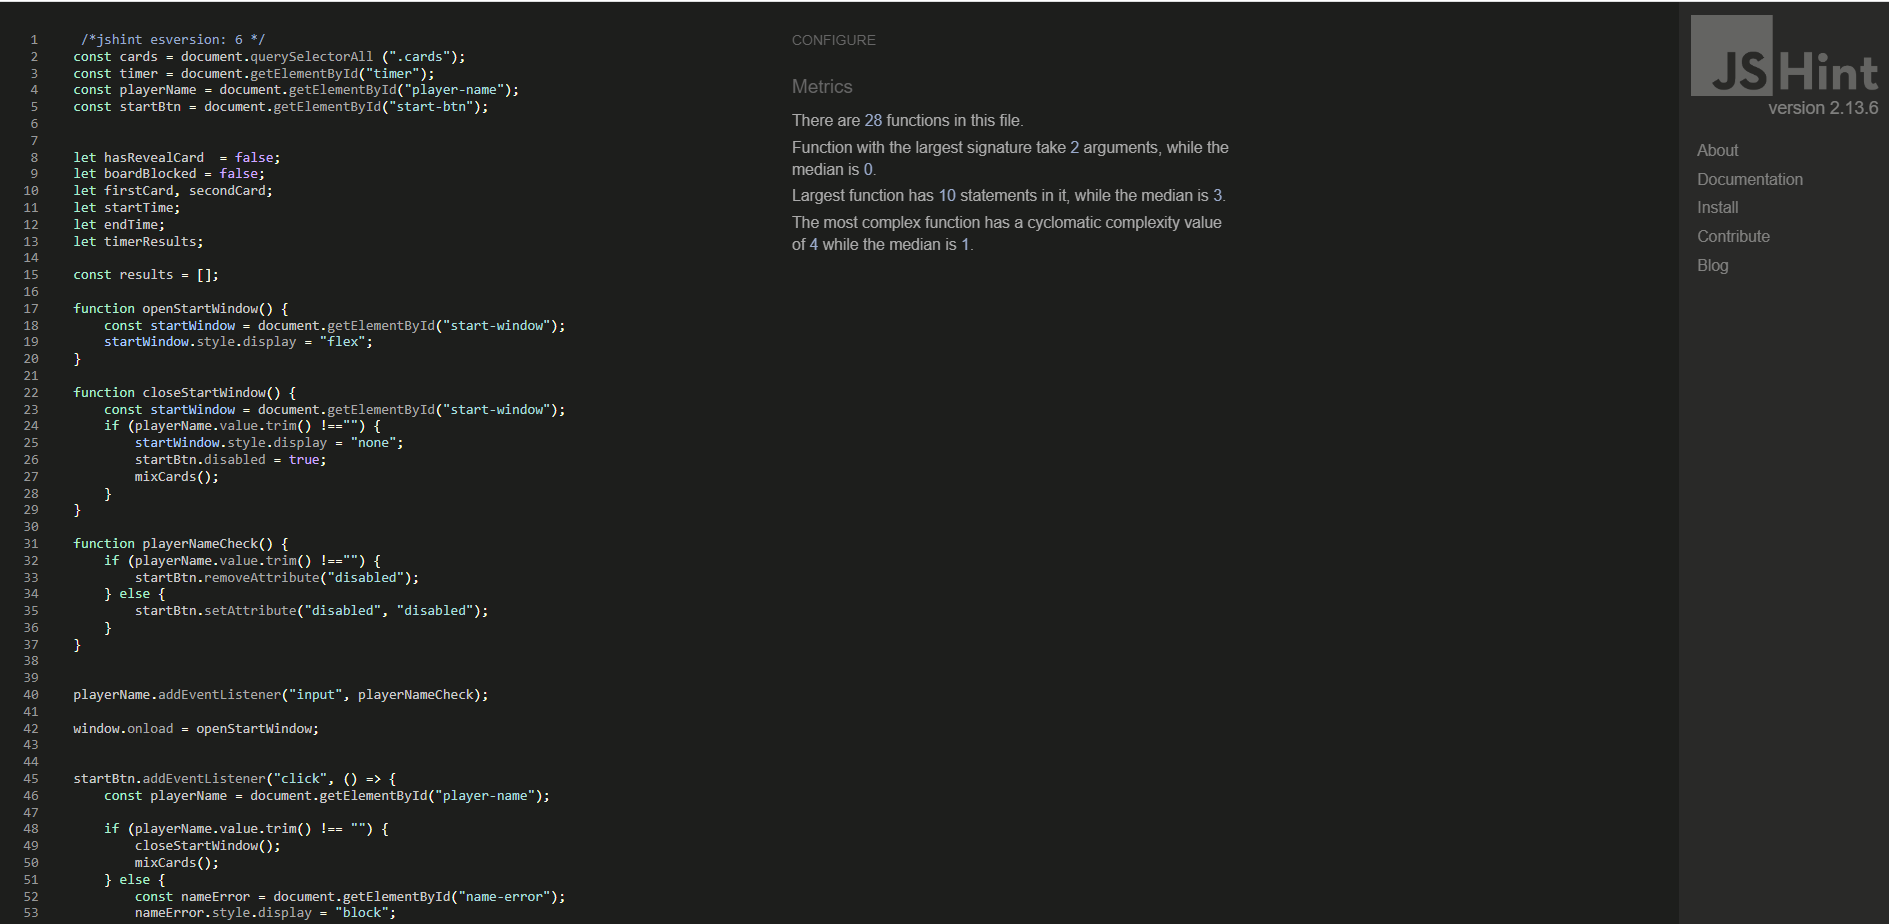 1 /*jshint esversion: 6 */
2 const cards = document.querySelectorAll (".cards");
3 const timer = document.getElementById("timer");
4 const playerName = document.getElementById("player-name");
5 const startBtn = document.getElementById("start-btn");
6
7
8 let hasRevealCard  = false;
9 let boardBlocked = false;
10 let firstCard, secondCard;
11 let startTime;
12 let endTime;
13 let timerResults;
14
15 const results = [];
16
17 function openStartWindow() {
18     const startWindow = document.getElementById("start-window");
19     startWindow.style.display = "flex";
20 }
21
22 function closeStartWindow() {
23     const startWindow = document.getElementById("start-window");
24     if (playerName.value.trim() !=="") {
25         startWindow.style.display = "none";
26         startBtn.disabled = true;
27         mixCards();
28     }
29 }
30
31 function playerNameCheck() {
32     if (playerName.value.trim() !=="") {
33         startBtn.removeAttribute("disabled");
34     } else {
35         startBtn.setAttribute("disabled", "disabled");
36     }
37 }
38
39
40 playerName.addEventListener("input", playerNameCheck);
41
42 window.onload = openStartWindow;
43
44
45 startBtn.addEventListener("click", () => {
46     const playerName = document.getElementById("player-name");
47
48     if (playerName.value.trim() !== "") {
49         closeStartWindow();
50         mixCards();
51     } else {
52         const nameError = document.getElementById("name-error");
53         nameError.style.display = "block";
CONFIGURE
Metrics
There are 28 functions in this file.
Function with the largest signature take 2 arguments, while the
median is 0.
Largest function has 10 statements in it, while the median is 3.
The most complex function has a cyclomatic complexity value
of 4 while the median is 1.
JSHint
version 2.13.6
About
Documentation
Install
Contribute
Blog